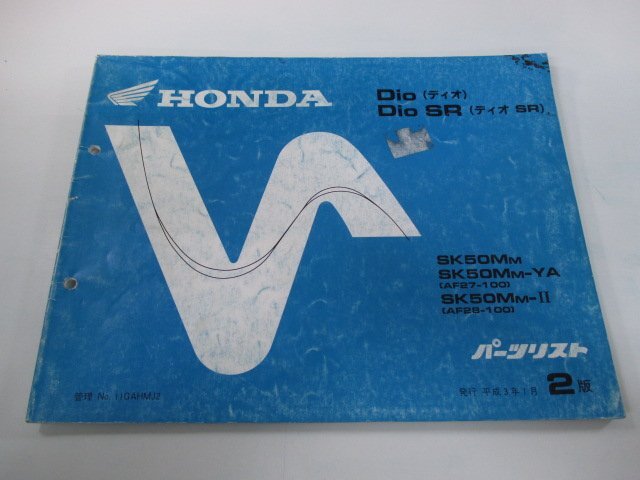 HONDA
Dio (ディオ)
Dio SR (ディオ SR)
SK50MM
SK50MM-YA
(AF27-100)
SK50MM-II
(AF28-100)
パーツリスト
管理 No. 11GAHMJ2
発行 平成3年1月 2版